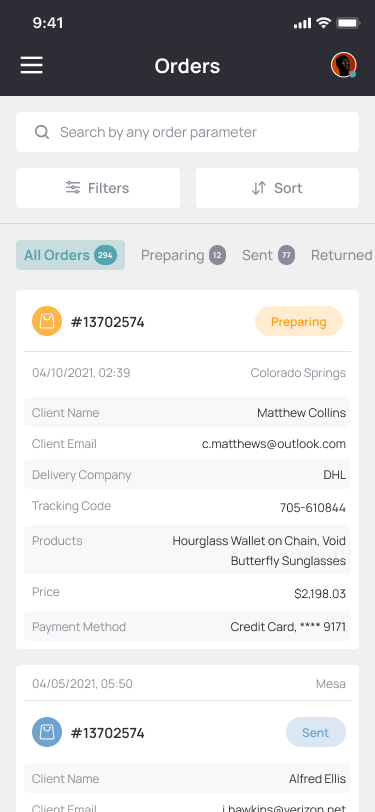 9:41
Orders
Search by any order parameter
Filters
Sort
All Orders 294 Preparing 12 Sent 77 Returned
#13702574 Preparing
04/10/2021, 02:39 Colorado Springs
Client Name Matthew Collins
Client Email c.matthews@outlook.com
Delivery Company DHL
Tracking Code 705-610844
Products Hourglass Wallet on Chain, Void
Butterfly Sunglasses
Price $2,198.03
Payment Method Credit Card, **** 9171
04/05/2021, 05:50 Mesa
#13702574 Sent
Client Name Alfred Ellis
Client Email j.hawkins@verizon.net